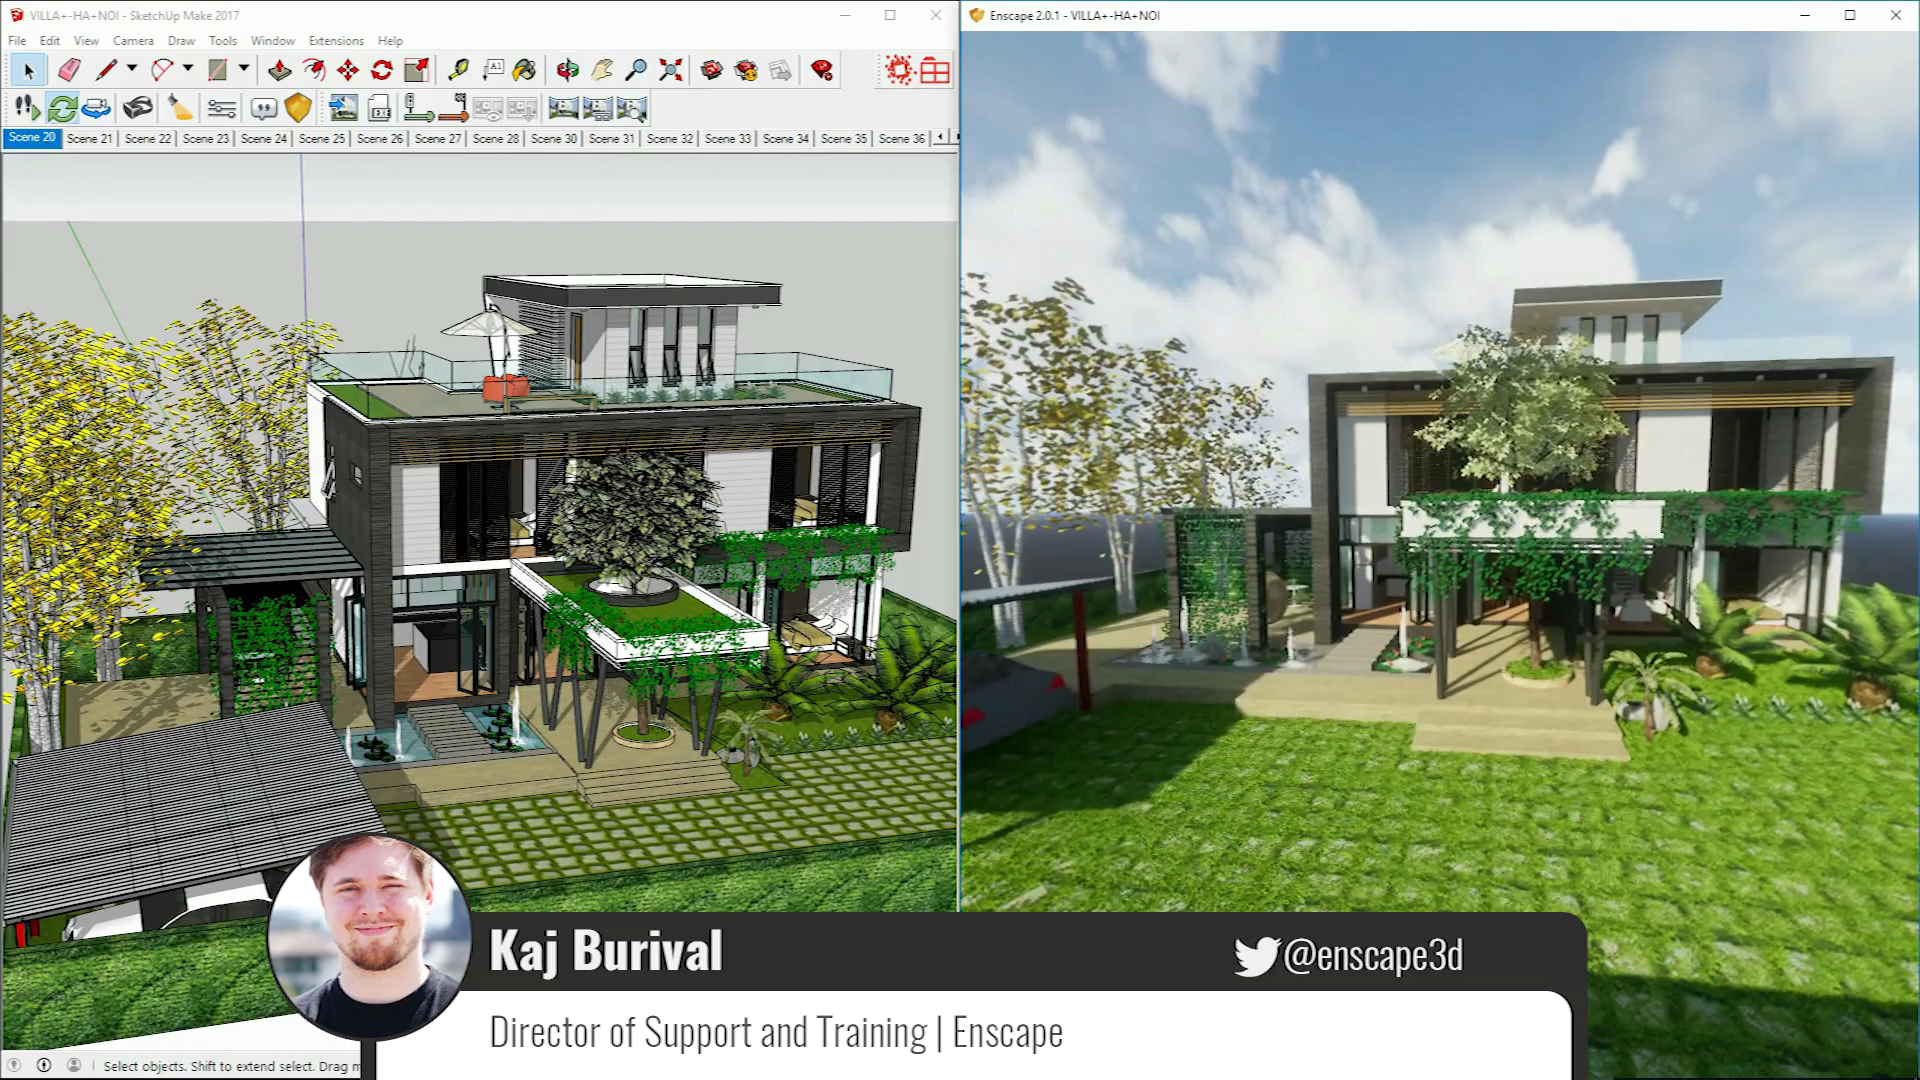 VILLA+-HA+NOI - SketchUp Make 2017
Enscape 2.0.1 - VILLA+-HA+NOI
File Edit View Camera Draw Tools Window Extensions Help
A1
EXE
Scene 20 Scene 21 Scene 22 Scene 23 Scene 24 Scene 25 Scene 26 Scene 27 Scene 28 Scene 30 Scene 31 Scene 32 Scene 33 Scene 34 Scene 35 Scene 36
Kaj Burival
@enscape3d
Director of Support and Training | Enscape
Select objects. Shift to extend select. Drag m